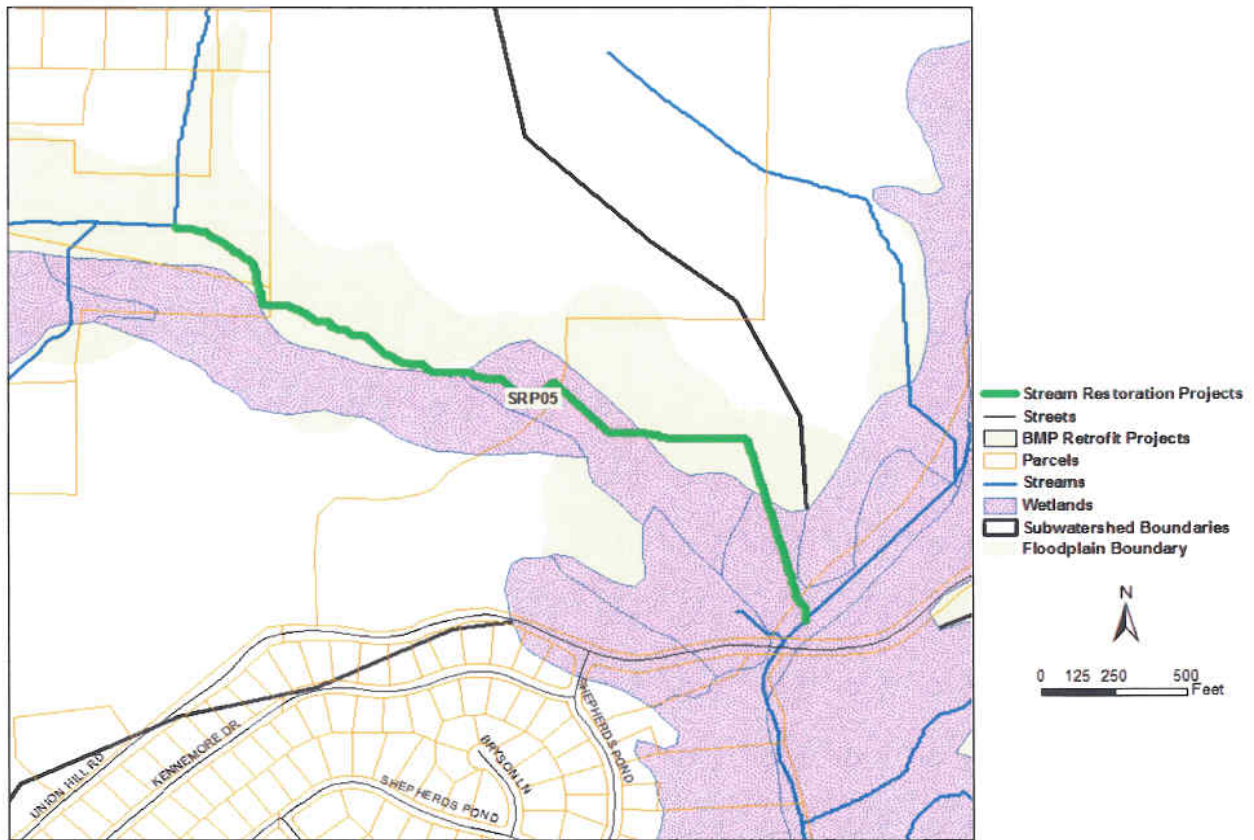 SRP05
UNION HILL RD
KENNEMORE DR
BRYSON LN
SHEPHERDS POND
SHEPHERDS POND
Stream Restoration Projects
Streets
BMP Retrofit Projects
Parcels
Streams
Wetlands
Subwatershed Boundaries
Floodplain Boundary
N
0 125 250 500
Feet